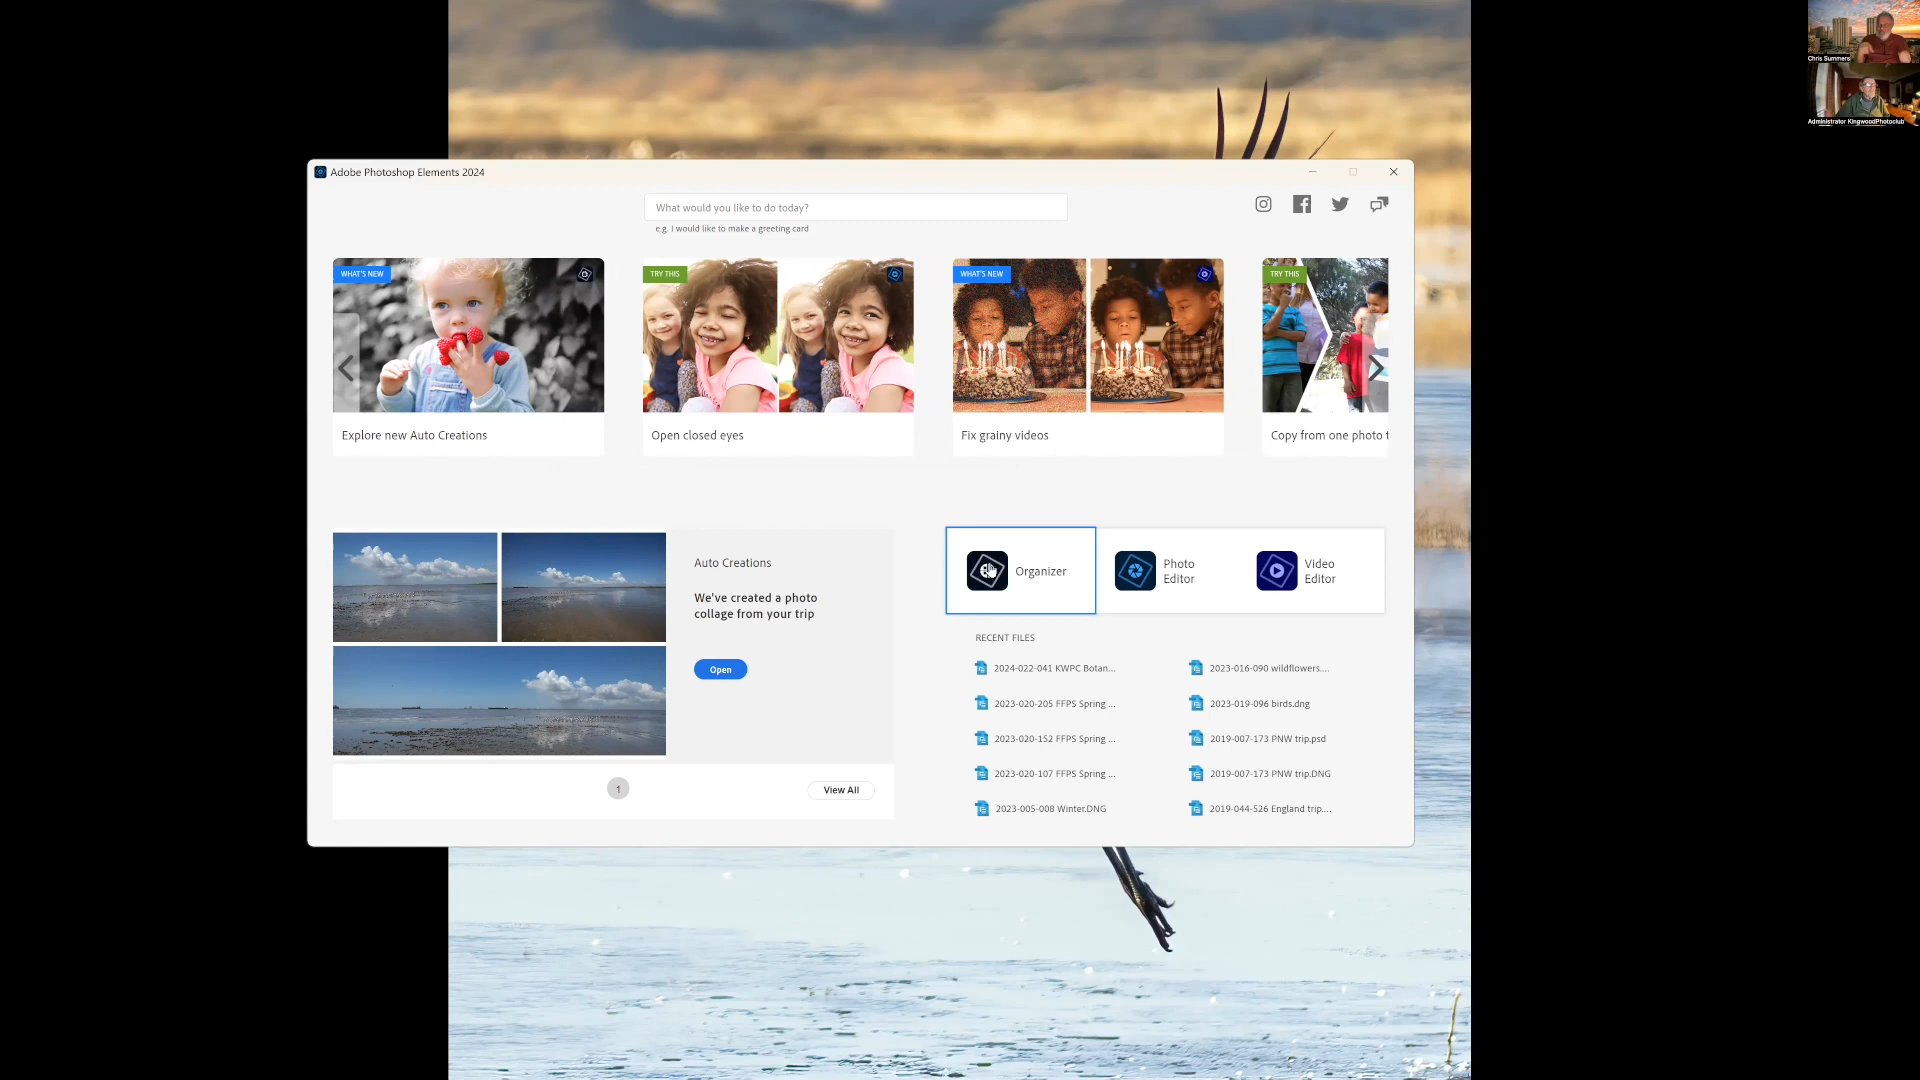 Chris Summers
Administrator KingwoodPhotoclub
Adobe Photoshop Elements 2024
What would you like to do today?
e.g. I would like to make a greeting card
WHAT'S NEW
TRY THIS
WHAT'S NEW
TRY THIS
Explore new Auto Creations
Open closed eyes
Fix grainy videos
Copy from one photo t
Auto Creations
We've created a photo
collage from your trip
Open
1
View All
Organizer
Photo
Editor
Video
Editor
RECENT FILES
2024-022-041 KWPC Botan...
2023-016-090 wildflowers....
2023-020-205 FFPS Spring ...
2023-019-096 birds.dng
2023-020-152 FFPS Spring ...
2019-007-173 PNW trip.psd
2023-020-107 FFPS Spring ...
2019-007-173 PNW trip.DNG
2023-005-008 Winter.DNG
2019-044-526 England trip....